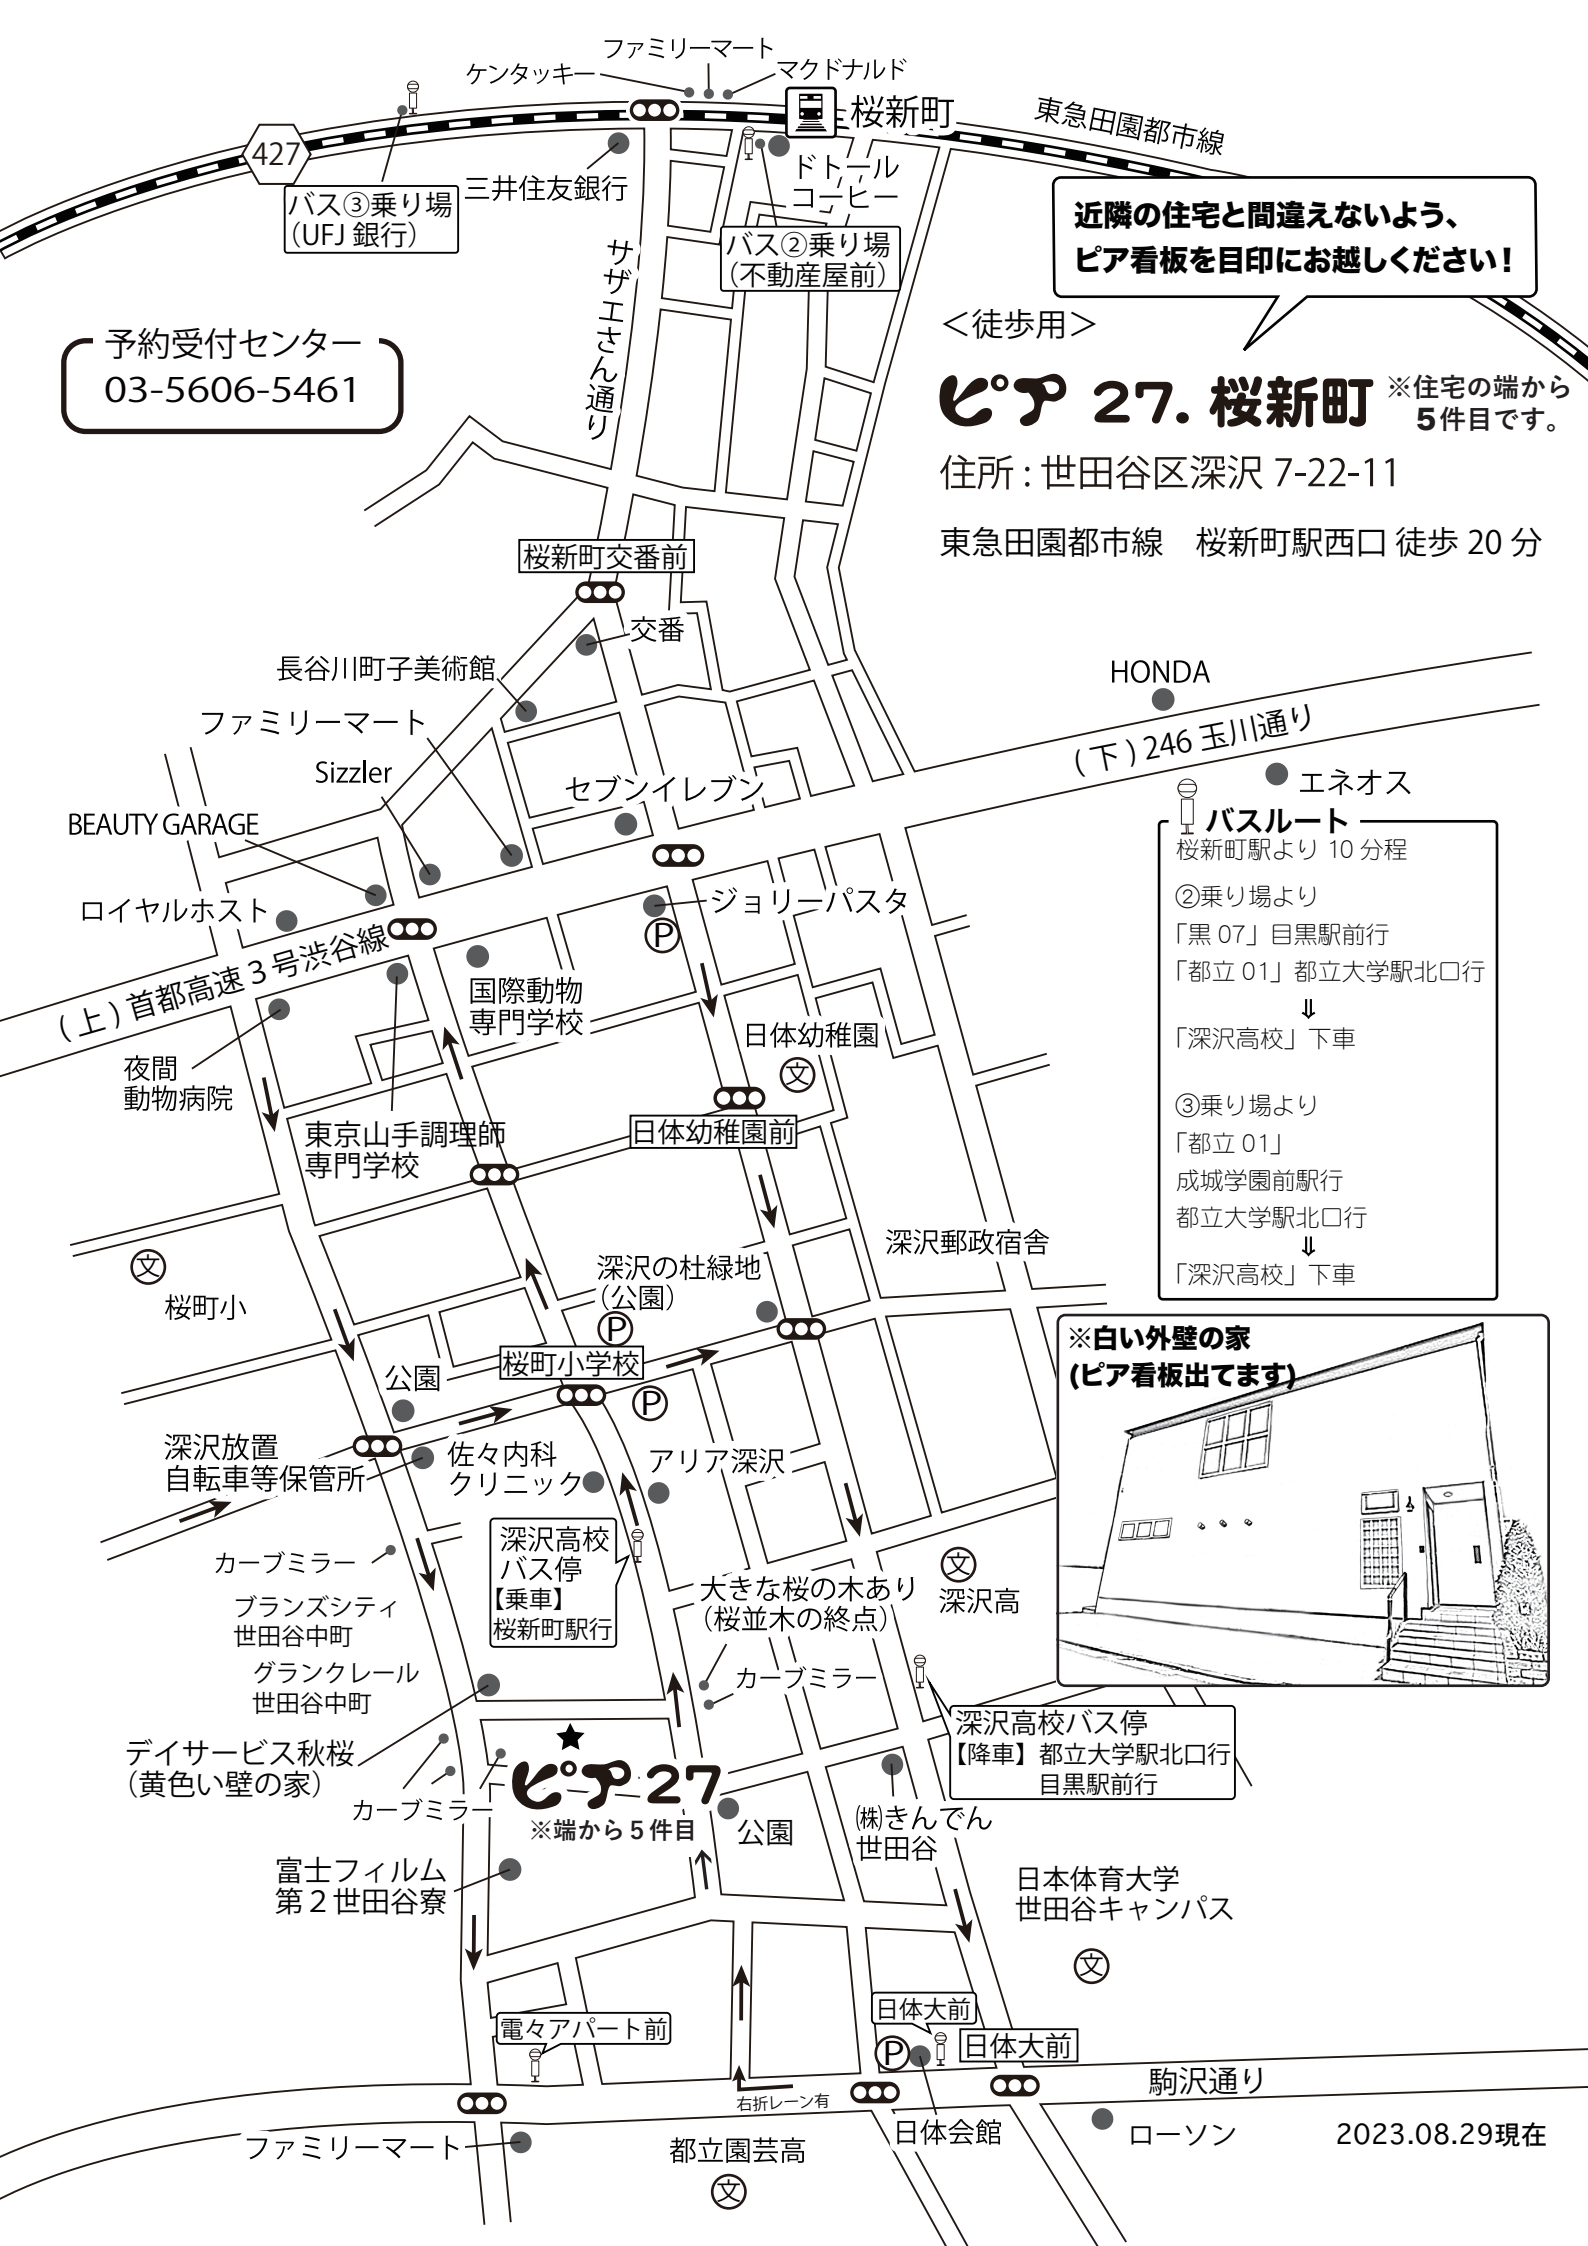 ファミリーマート
ケンタッキー
マクドナルド
桜新町
東急田園都市線
427
三井住友銀行
ドトール
コーヒー
バス③乗り場
(UFJ 銀行)
バス②乗り場
(不動産屋前)
サザエさん通り
近隣の住宅と間違えないよう、
ピア看板を目印にお越しください！
予約受付センター
03-5606-5461
＜徒歩用＞
ピア 27. 桜新町
※住宅の端から
5件目です。
住所 : 世田谷区深沢 7-22-11
東急田園都市線　桜新町駅西口 徒歩 20 分
桜新町交番前
交番
長谷川町子美術館
ファミリーマート
Sizzler
BEAUTY GARAGE
ロイヤルホスト
セブンイレブン
HONDA
(下) 246 玉川通り
エネオス
バスルート
桜新町駅より 10 分程
②乗り場より
「黒 07」目黒駅前行
「都立 01」都立大学駅北口行
⇓
「深沢高校」下車
③乗り場より
「都立 01」
成城学園前駅行
都立大学駅北口行
⇓
「深沢高校」下車
ジョリーパスタ
P
(上) 首都高速 3 号渋谷線
国際動物
専門学校
夜間
動物病院
東京山手調理師
専門学校
日体幼稚園
文
日体幼稚園前
文
桜町小
深沢の杜緑地
(公園)
P
深沢郵政宿舎
桜町小学校
P
公園
深沢放置
自転車等保管所
佐々内科
クリニック
アリア深沢
※白い外壁の家
(ピア看板出てます)
深沢高校
バス停
【乗車】
桜新町駅行
カーブミラー
ブランズシティ
世田谷中町
グランクレール
世田谷中町
大きな桜の木あり
(桜並木の終点)
カーブミラー
文
深沢高
深沢高校バス停
【降車】都立大学駅北口行
目黒駅前行
デイサービス秋桜
(黄色い壁の家)
カーブミラー
★
ピア 27
※端から 5 件目
公園
㈱きんでん
世田谷
富士フィルム
第２世田谷寮
日本体育大学
世田谷キャンパス
文
電々アパート前
日体大前
日体大前
P
駒沢通り
右折レーン有
日体会館
ローソン
ファミリーマート
都立園芸高
文
2023.08.29現在